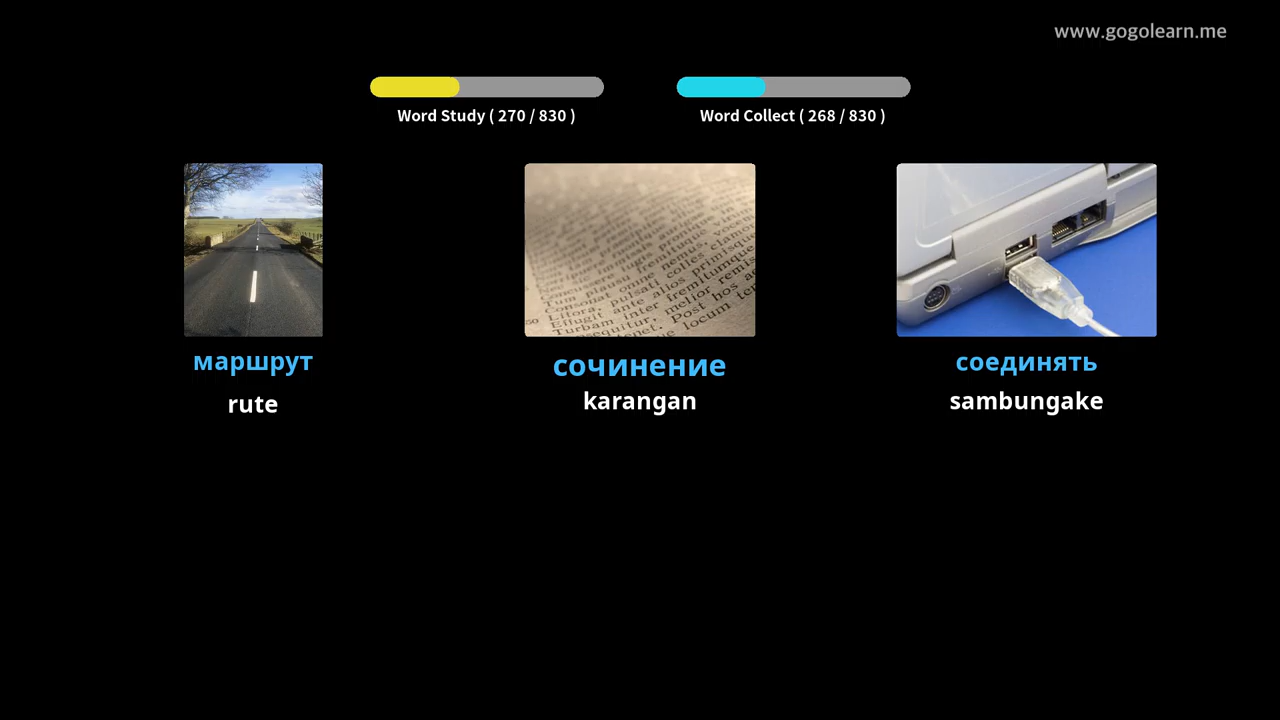 www.gogolearn.me
Word Study ( 270 / 830 )
Word Collect ( 268 / 830 )
маршрут
rute
сочинение
karangan
соединять
sambungake